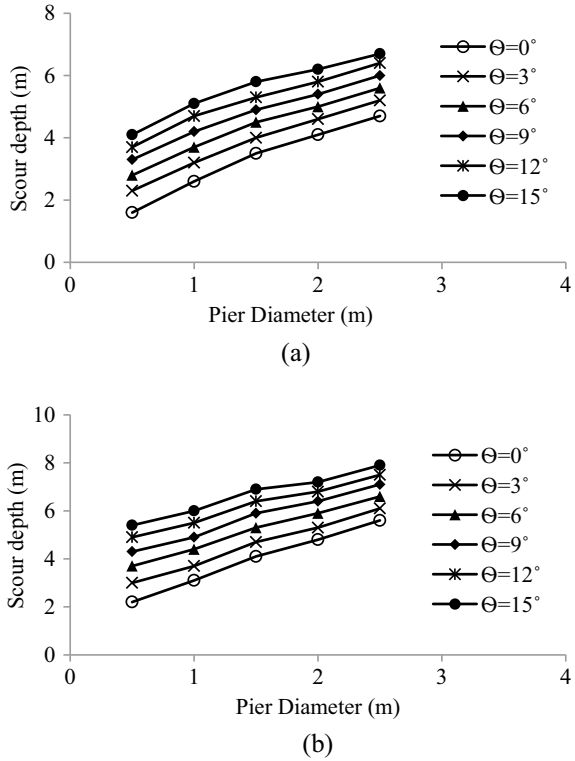 8
6
4
2
0
Scour depth (m)
0 1 2 3 4
Pier Diameter (m)
Ѳ=0˚
Ѳ=3˚
Ѳ=6˚
Ѳ=9˚
Ѳ=12˚
Ѳ=15˚
(a)
10
8
6
4
2
0
Scour depth (m)
0 1 2 3 4
Pier Diameter (m)
Ѳ=0˚
Ѳ=3˚
Ѳ=6˚
Ѳ=9˚
Ѳ=12˚
Ѳ=15˚
(b)